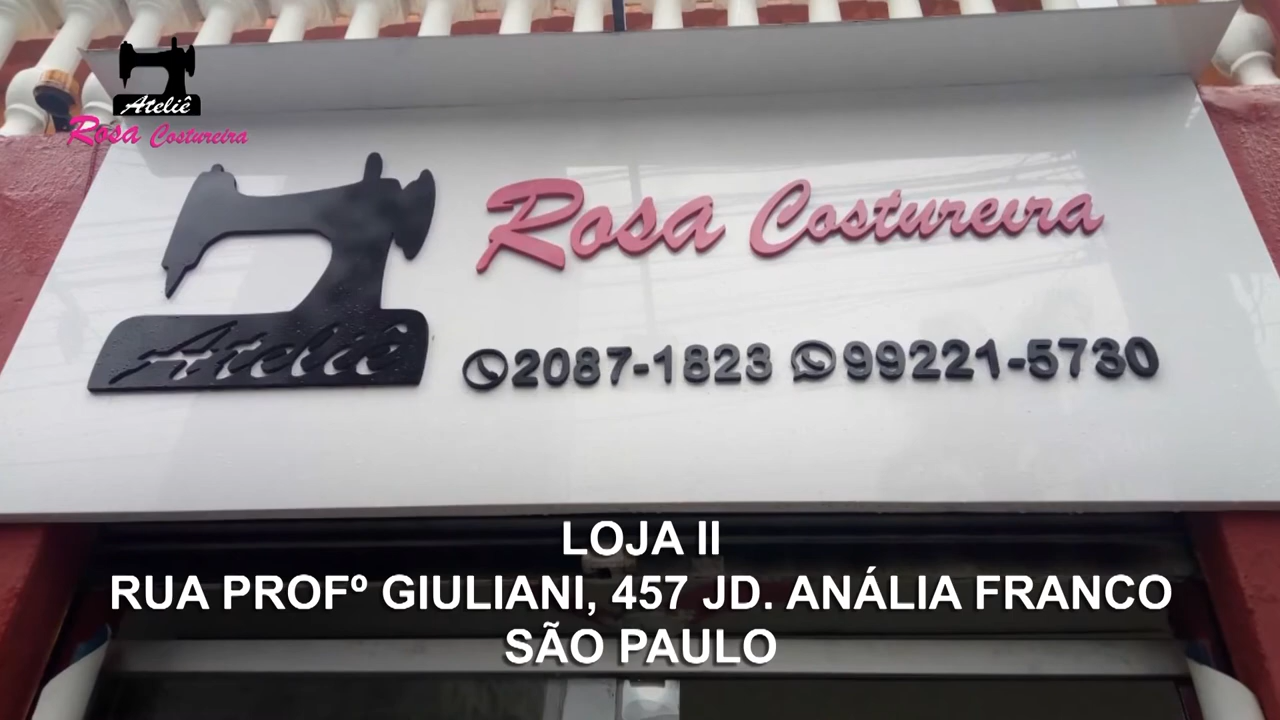 Ateliê
Rosa Costureira
Rosa Costureira
Ateliê
2087-1823 99221-5730
LOJA II
RUA PROFº GIULIANI, 457 JD. ANÁLIA FRANCO
SÃO PAULO